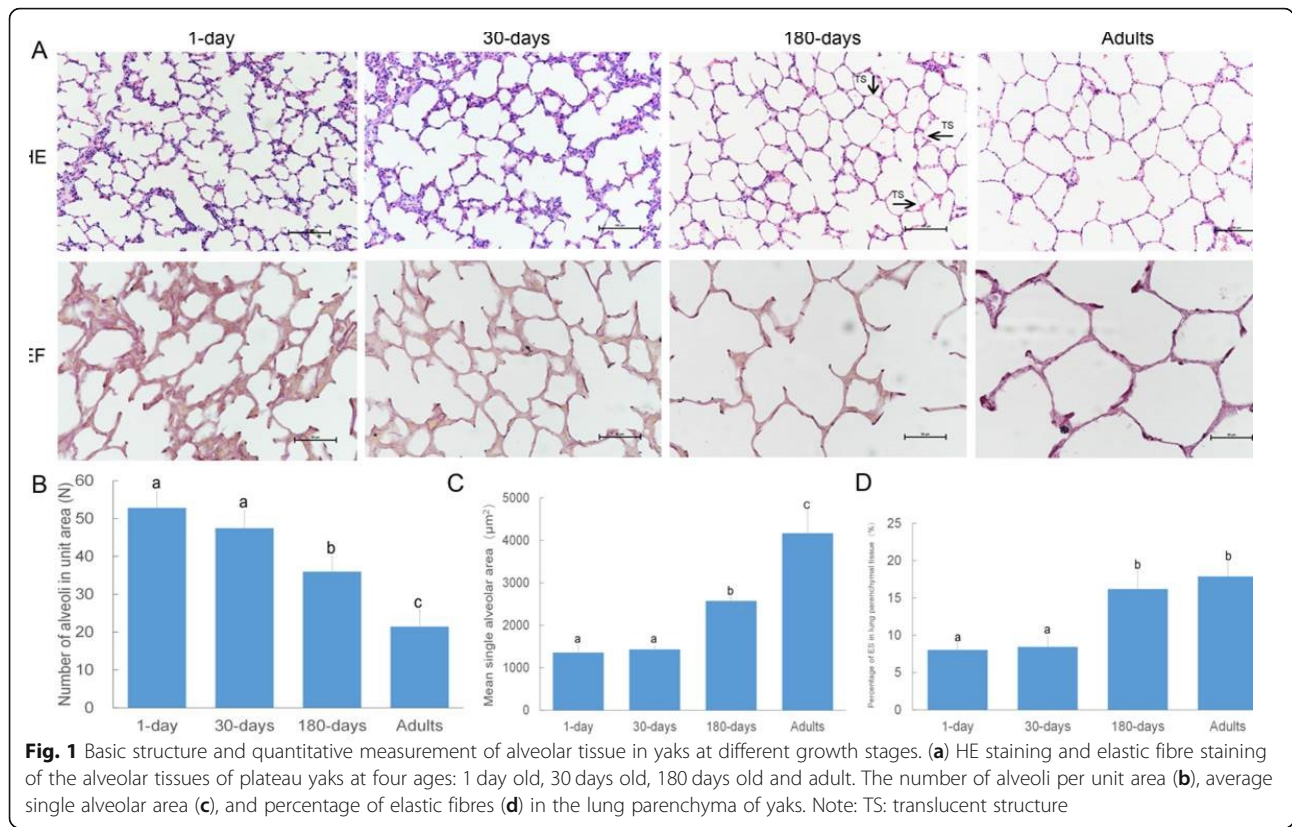 A
1-day
30-days
180-days
Adults
HE
TS
TS
TS
EF
B
Number of alveoli in unit area (N)
60
50
40
30
20
10
0
a
a
b
c
1-day
30-days
180-days
Adults
C
Mean single alveolar area (μm²)
5000
4000
3000
2000
1000
0
a
a
b
c
1-day
30-days
180-days
Adults
D
Percentage of ES in lung parenchymal tissue (%)
25
20
15
10
5
0
a
a
b
b
1-day
30-days
180-days
Adults
Fig. 1 Basic structure and quantitative measurement of alveolar tissue in yaks at different growth stages. (a) HE staining and elastic fibre staining
of the alveolar tissues of plateau yaks at four ages: 1 day old, 30 days old, 180 days old and adult. The number of alveoli per unit area (b), average
single alveolar area (c), and percentage of elastic fibres (d) in the lung parenchyma of yaks. Note: TS: translucent structure